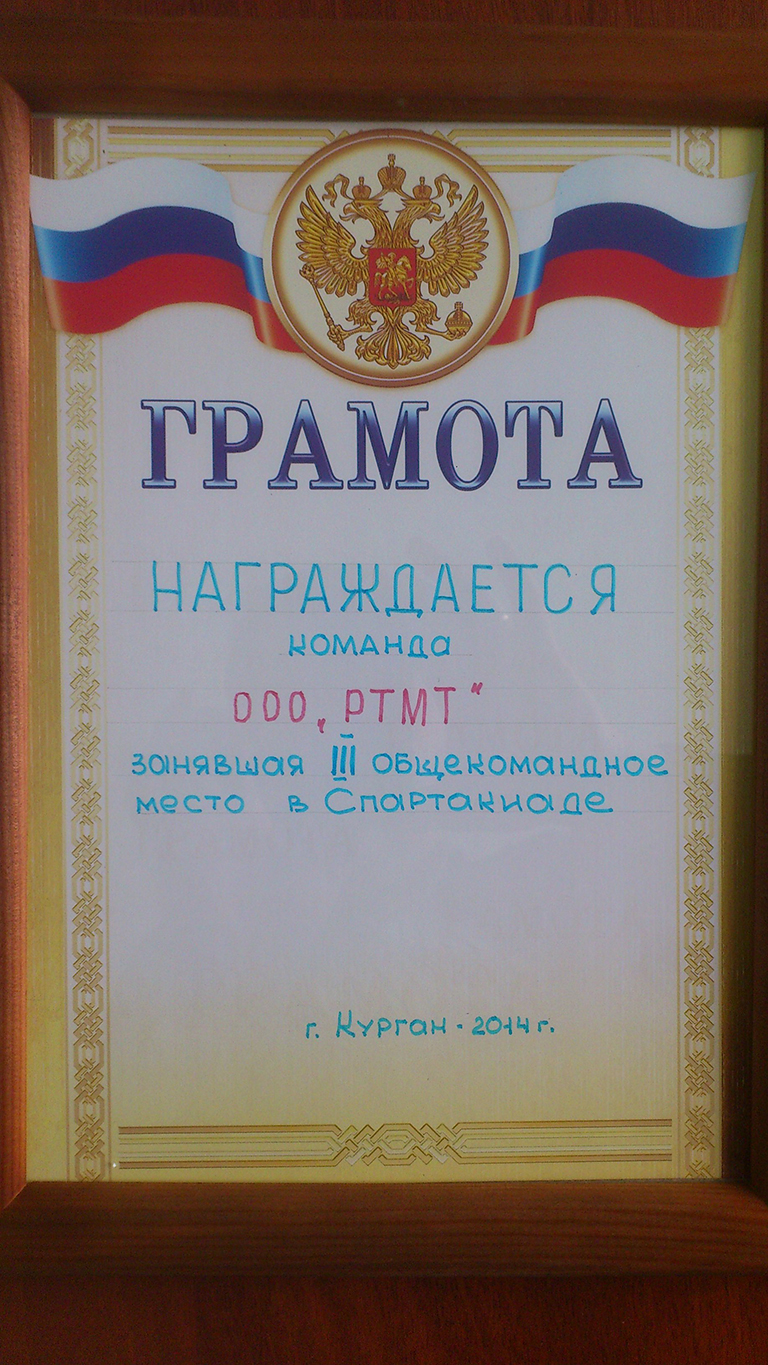 ГРАМОТА
НАГРАЖДАЕТСЯ
команда
ООО „РТМТ"
занявшая III общекомандное
место в Спартакиаде
г. Курган - 2014 г.